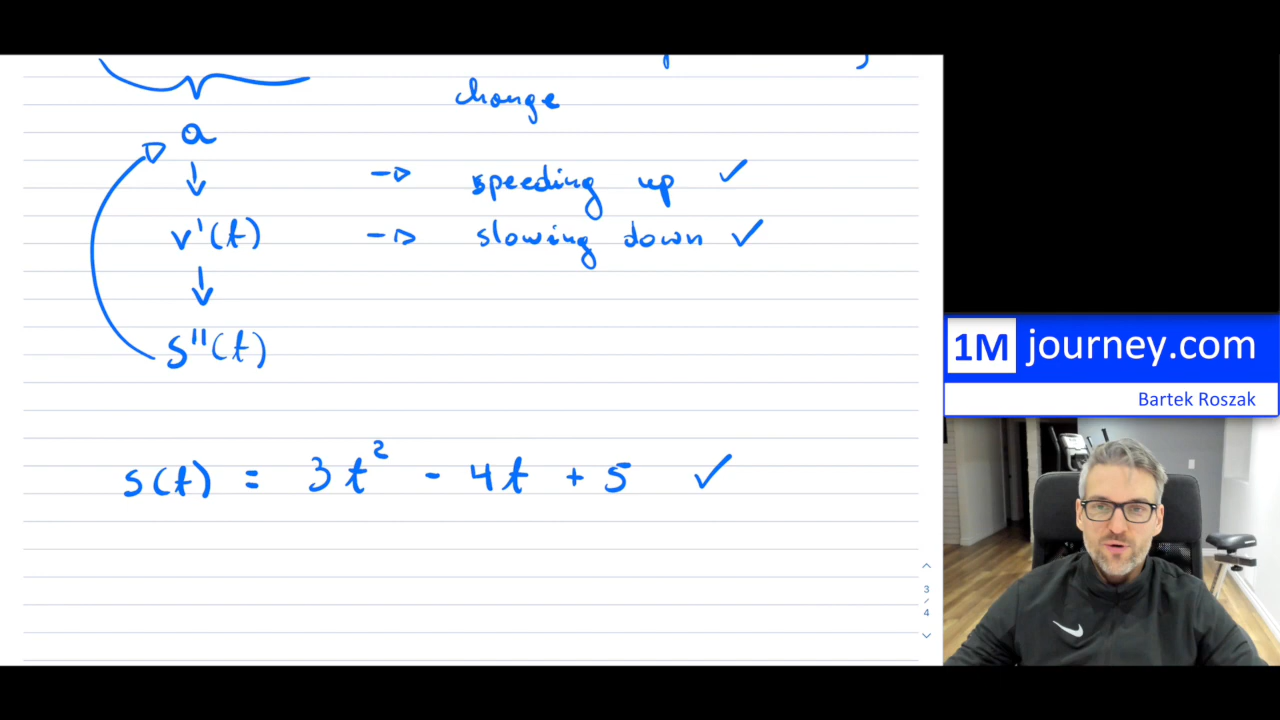 change
a
→ speeding up ✓
v'(t) → slowing down ✓
s''(t)
s(t) = 3t² - 4t + 5 ✓
1M journey.com
Bartek Roszak
3
/
4